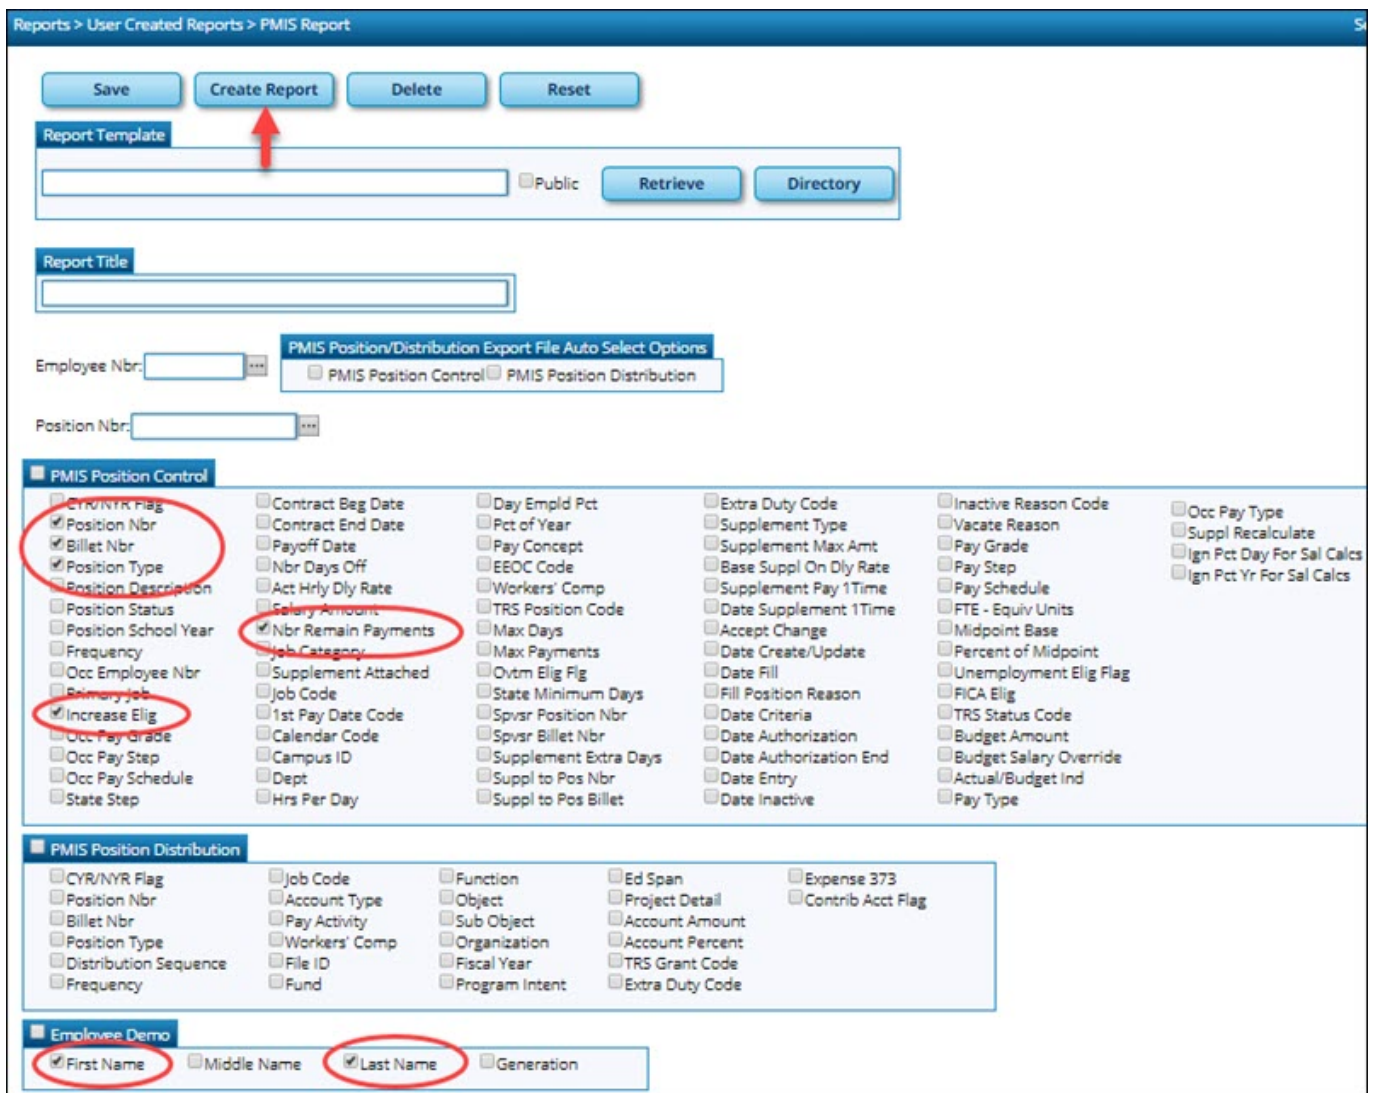 Reports > User Created Reports > PMIS Report
Save Create Report Delete Reset
Report Template
Public Retrieve Directory
Report Title
PMIS Position/Distribution Export File Auto Select Options
Employee Nbr: ...
PMIS Position Control PMIS Position Distribution
Position Nbr: ...
PMIS Position Control
CYR/NYR Flag Contract Beg Date Day Empld Pct Extra Duty Code Inactive Reason Code Occ Pay Type
Position Nbr Contract End Date Pct of Year Supplement Type Vacate Reason Suppl Recalculate
Billet Nbr Payoff Date Pay Concept Supplement Max Amt Pay Grade Ign Pct Day For Sal Calcs
Position Type Nbr Days Off EEOC Code Base Suppl On Dly Rate Pay Step Ign Pct Yr For Sal Calcs
Position Description Act Hrly Dly Rate Workers' Comp Supplement Pay 1Time Pay Schedule
Position Status Salary Amount TRS Position Code Date Supplement 1Time FTE - Equiv Units
Position School Year Nbr Remain Payments Max Days Accept Change Midpoint Base
Frequency Job Category Max Payments Date Create/Update Percent of Midpoint
Occ Employee Nbr Supplement Attached Ovtm Elig Flg Date Fill Unemployment Elig Flag
Primary Job Job Code State Minimum Days Fill Position Reason FICA Elig
Increase Elig 1st Pay Date Code Spvsr Position Nbr Date Criteria TRS Status Code
Occ Pay Grade Calendar Code Spvsr Billet Nbr Date Authorization Budget Amount
Occ Pay Step Campus ID Supplement Extra Days Date Authorization End Budget Salary Override
Occ Pay Schedule Dept Suppl to Pos Nbr Date Entry Actual/Budget Ind
State Step Hrs Per Day Suppl to Pos Billet Date Inactive Pay Type
PMIS Position Distribution
CYR/NYR Flag Job Code Function Ed Span Expense 373
Position Nbr Account Type Object Project Detail Contrib Acct Flag
Billet Nbr Pay Activity Sub Object Account Amount
Position Type Workers' Comp Organization Account Percent
Distribution Sequence File ID Fiscal Year TRS Grant Code
Frequency Fund Program Intent Extra Duty Code
Employee Demo
First Name Middle Name Last Name Generation